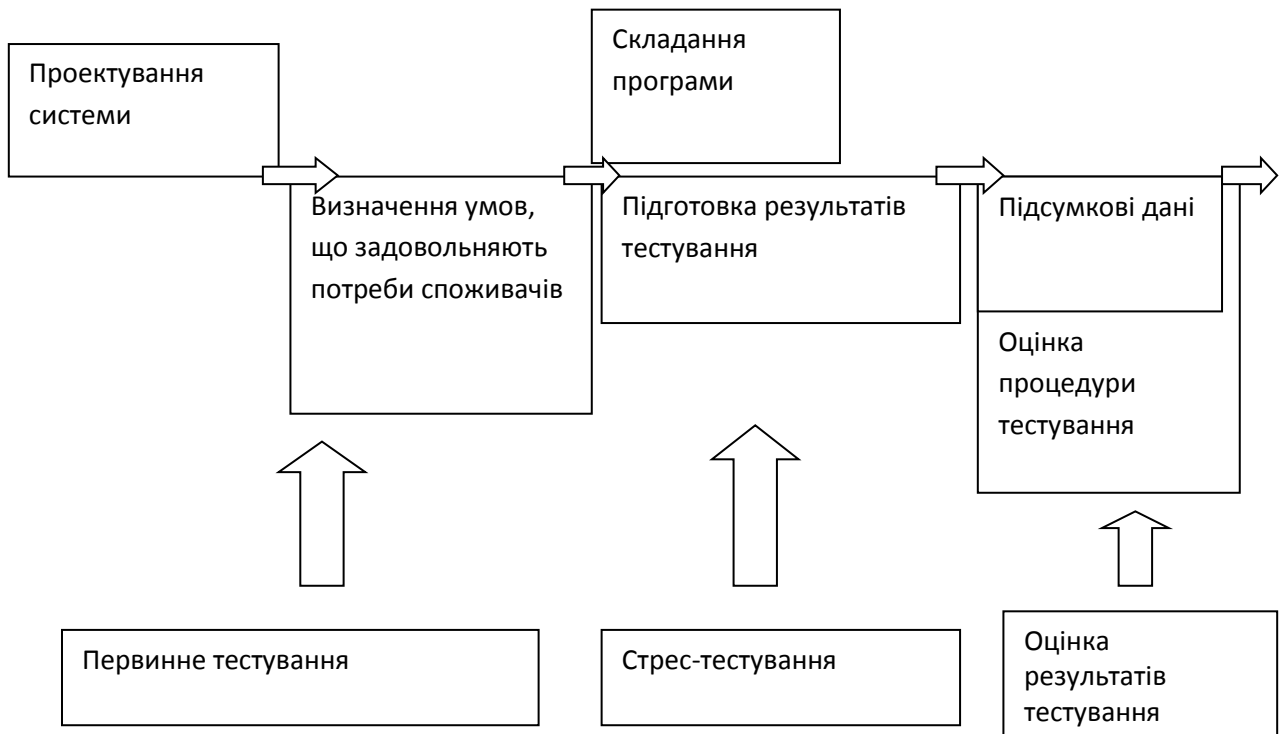 Складання
програми
Проектування
системи
Визначення умов,
що задовольняють
потреби споживачів
Підготовка результатів
тестування
Підсумкові дані
Оцінка
процедури
тестування
Первинне тестування
Стрес-тестування
Оцінка
результатів
тестування